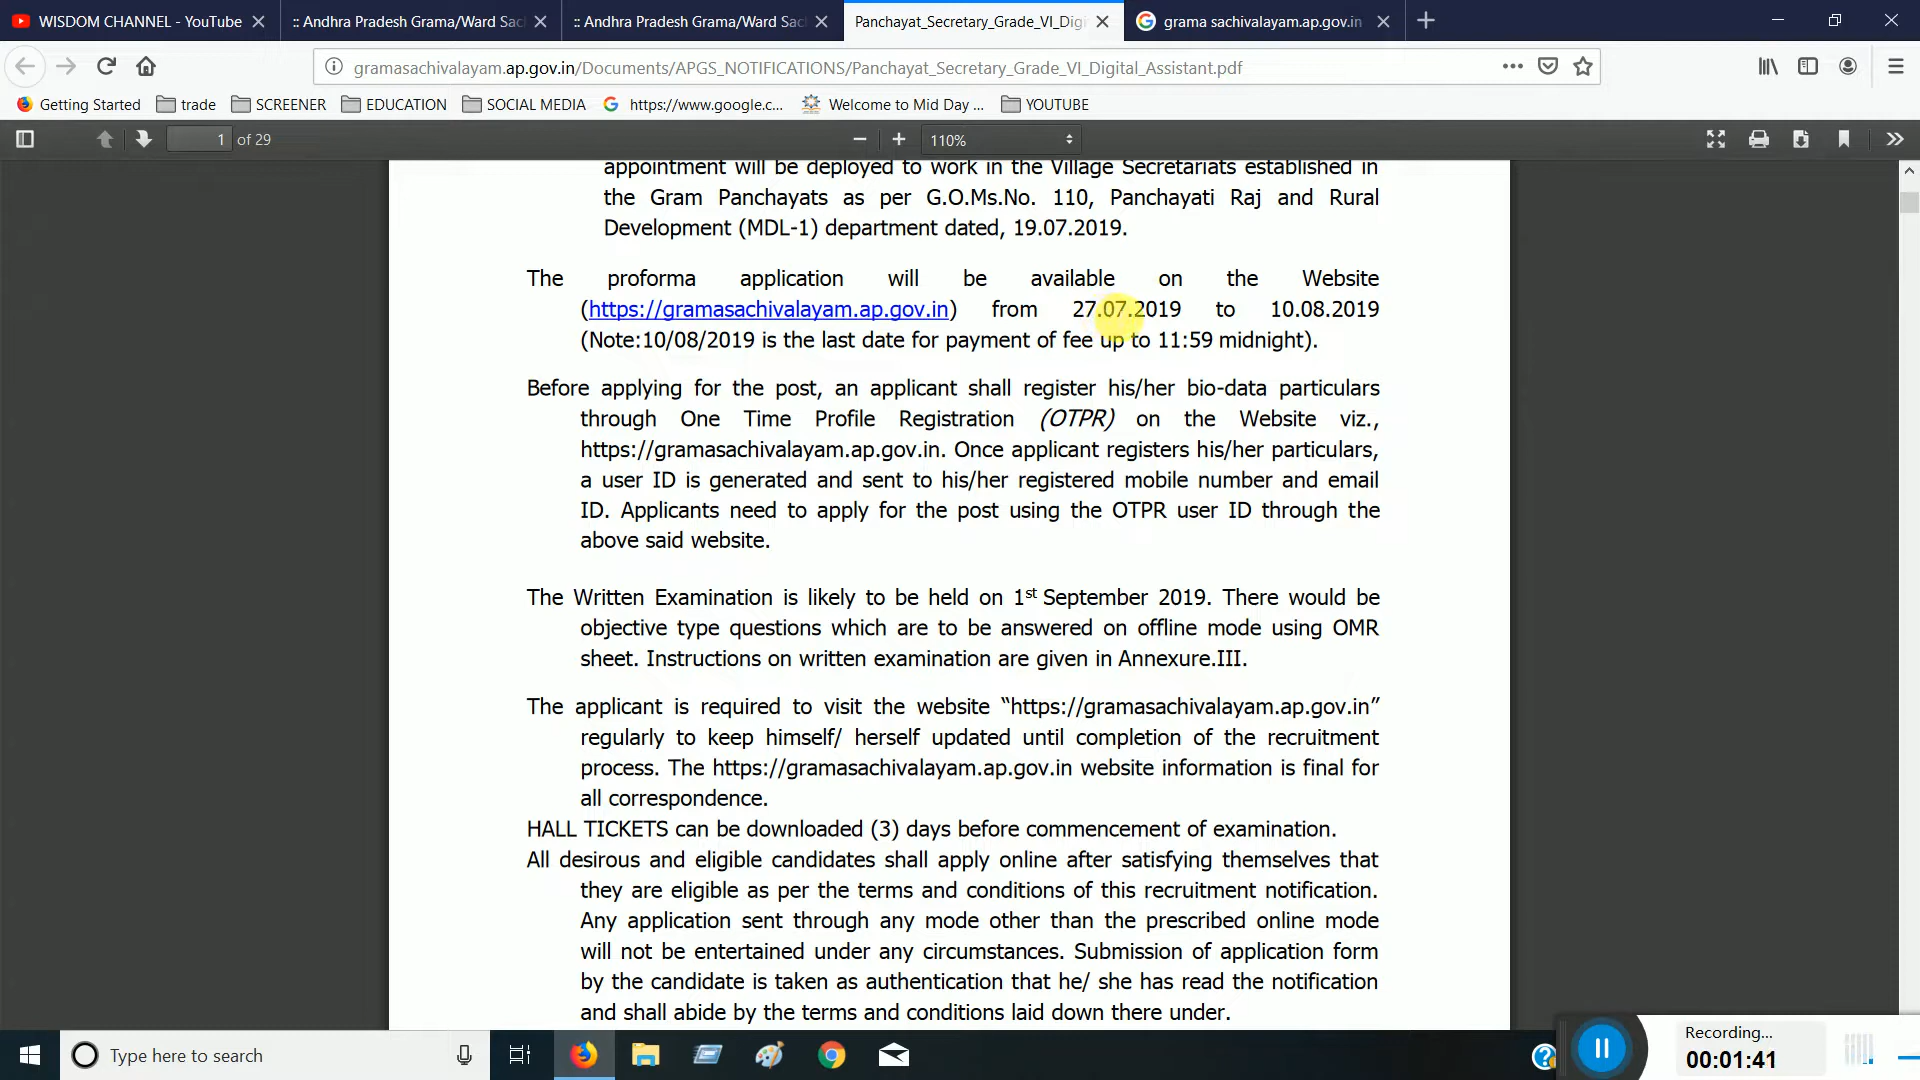 WISDOM CHANNEL - YouTube
:: Andhra Pradesh Grama/Ward Sac
:: Andhra Pradesh Grama/Ward Sac
Panchayat_Secretary_Grade_VI_Dig
grama sachivalayam.ap.gov.in
gramasachivalayam.ap.gov.in/Documents/APGS_NOTIFICATIONS/Panchayat_Secretary_Grade_VI_Digital_Assistant.pdf
Getting Started trade SCREENER EDUCATION SOCIAL MEDIA https://www.google.c... Welcome to Mid Day ... YOUTUBE
1 of 29 110%
appointment will be deployed to work in the Village Secretariats established in
the Gram Panchayats as per G.O.Ms.No. 110, Panchayati Raj and Rural
Development (MDL-1) department dated, 19.07.2019.
The proforma application will be available on the Website
(https://gramasachivalayam.ap.gov.in) from 27.07.2019 to 10.08.2019
(Note:10/08/2019 is the last date for payment of fee up to 11:59 midnight).
Before applying for the post, an applicant shall register his/her bio-data particulars
through One Time Profile Registration (OTPR) on the Website viz.,
https://gramasachivalayam.ap.gov.in. Once applicant registers his/her particulars,
a user ID is generated and sent to his/her registered mobile number and email
ID. Applicants need to apply for the post using the OTPR user ID through the
above said website.
The Written Examination is likely to be held on 1st September 2019. There would be
objective type questions which are to be answered on offline mode using OMR
sheet. Instructions on written examination are given in Annexure.III.
The applicant is required to visit the website “https://gramasachivalayam.ap.gov.in”
regularly to keep himself/ herself updated until completion of the recruitment
process. The https://gramasachivalayam.ap.gov.in website information is final for
all correspondence.
HALL TICKETS can be downloaded (3) days before commencement of examination.
All desirous and eligible candidates shall apply online after satisfying themselves that
they are eligible as per the terms and conditions of this recruitment notification.
Any application sent through any mode other than the prescribed online mode
will not be entertained under any circumstances. Submission of application form
by the candidate is taken as authentication that he/ she has read the notification
and shall abide by the terms and conditions laid down there under.
Type here to search
Recording...
00:01:41